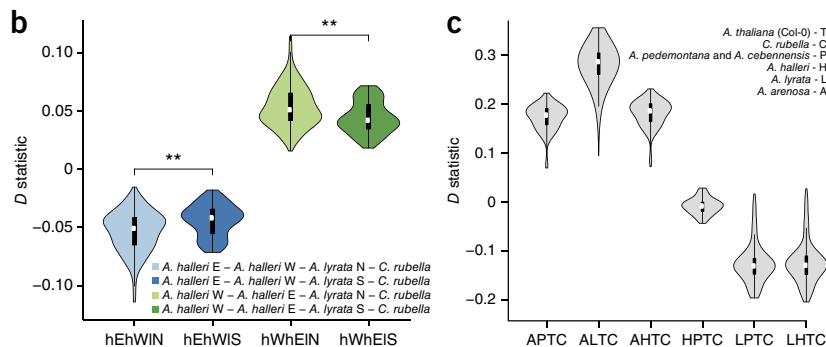 b
D statistic
0.10
0.05
0
−0.05
−0.10
**
**
A. halleri E – A. halleri W – A. lyrata N – C. rubella
A. halleri E – A. halleri W – A. lyrata S – C. rubella
A. halleri W – A. halleri E – A. lyrata N – C. rubella
A. halleri W – A. halleri E – A. lyrata S – C. rubella
hEhWlN hEhWlS hWhElN hWhElS
c
D statistic
0.3
0.2
0.1
0
−0.1
−0.2
A. thaliana (Col-0) - T
C. rubella - C
A. pedemontana and A. cebennensis - P
A. halleri - H
A. lyrata - L
A. arenosa - A
APTC ALTC AHTC HPTC LPTC LHTC